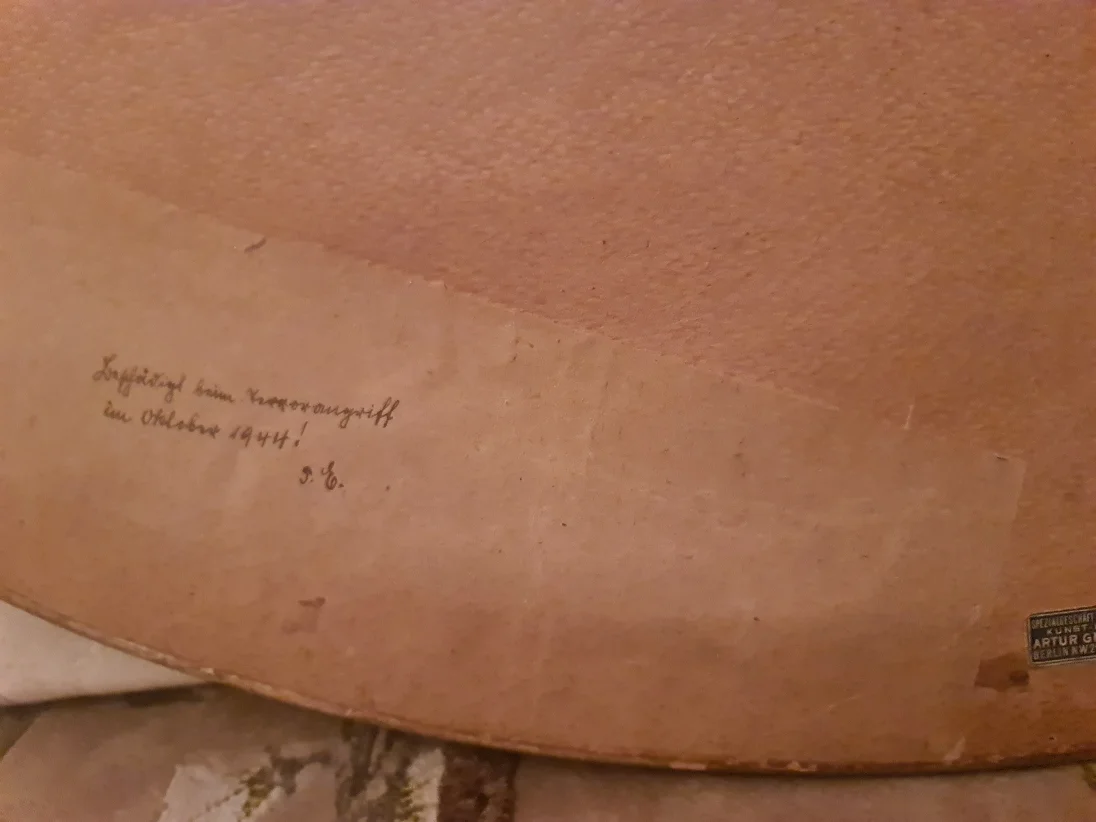 Beschädigt beim Terrorangriff
im Oktober 1944!
E.
SPEZIALGESCHÄFT
KUNST
ARTUR
BERLIN NW